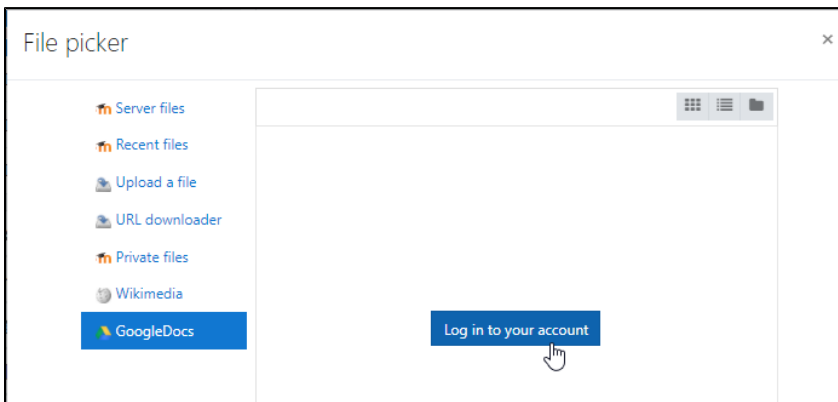 File picker
Server files
Recent files
Upload a file
URL downloader
Private files
Wikimedia
GoogleDocs
Log in to your account